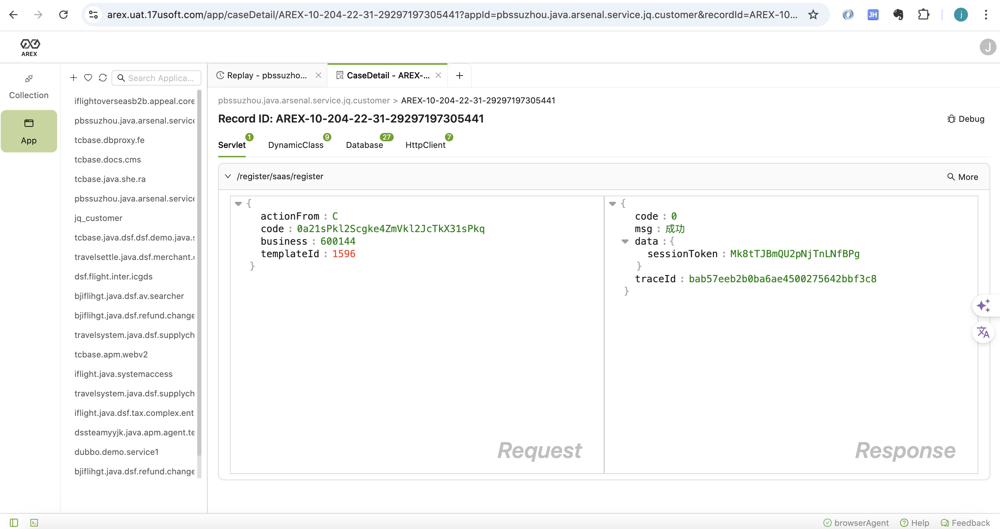 arex.uat.17usoft.com/app/caseDetail/AREX-10-204-22-31-29297197305441?appId=pbssuzhou.java.arsenal.service.jq.customer&recordId=AREX-10...
JH
j
AREX
J
Collection
App
Search Applica...
iflightoverseasb2b.appeal.core
pbssuzhou.java.arsenal.service
tcbase.dbproxy.fe
tcbase.docs.cms
tcbase.java.she.ra
pbssuzhou.java.arsenal.service
jq_customer
tcbase.java.dsf.dsf.demo.java.s
travelsettle.java.dsf.merchant.c
dsf.flight.inter.icgds
bjiflihgt.java.dsf.av.searcher
bjiflihgt.java.dsf.refund.change
travelsystem.java.dsf.supplych
tcbase.apm.webv2
iflight.java.systemaccess
travelsystem.java.dsf.supplych
iflight.java.dsf.tax.complex.ent
dssteamyyjk.java.apm.agent.te
dubbo.demo.service1
bjiflihgt.java.dsf.refund.change
Replay - pbssuzho...
CaseDetail - AREX-...
pbssuzhou.java.arsenal.service.jq.customer > AREX-10-204-22-31-29297197305441
Record ID: AREX-10-204-22-31-29297197305441
Debug
Servlet 1
DynamicClass 9
Database 27
HttpClient 7
/register/saas/register
More
{
actionFrom : C
code : 0a21sPkl2Scgke4ZmVkl2JcTkX31sPkq
business : 600144
templateId : 1596
}
Request
{
code : 0
msg : 成功
data : {
sessionToken : Mk8tTJBmQU2pNjTnLNfBPg
}
traceId : bab57eeb2b0ba6ae4500275642bbf3c8
}
Response
browserAgent
Help
Feedback